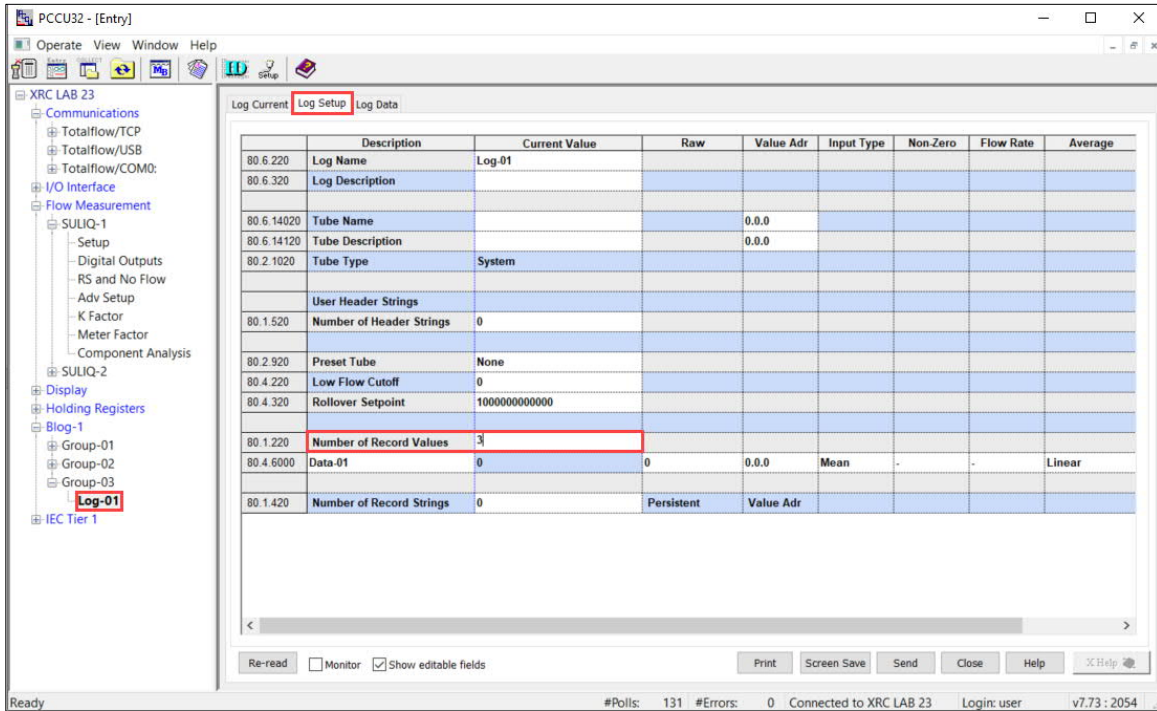 PCCU32 - [Entry]
Operate View Window Help
Entry COLLECT MB ID Setup
XRC LAB 23
Communications
Totalflow/TCP
Totalflow/USB
Totalflow/COM0:
I/O Interface
Flow Measurement
SULIQ-1
Setup
Digital Outputs
RS and No Flow
Adv Setup
K Factor
Meter Factor
Component Analysis
SULIQ-2
Display
Holding Registers
Blog-1
Group-01
Group-02
Group-03
Log-01
IEC Tier 1
Log Current Log Setup Log Data
Description Current Value Raw Value Adr Input Type Non-Zero Flow Rate Average
80.6.220 Log Name Log-01
80.6.320 Log Description
80.6.14020 Tube Name 0.0.0
80.6.14120 Tube Description 0.0.0
80.2.1020 Tube Type System
User Header Strings
80.1.520 Number of Header Strings 0
80.2.920 Preset Tube None
80.4.220 Low Flow Cutoff 0
80.4.320 Rollover Setpoint 1000000000000
80.1.220 Number of Record Values 3
80.4.6000 Data-01 0 0 0.0.0 Mean - - Linear
80.1.420 Number of Record Strings 0 Persistent Value Adr
Re-read Monitor Show editable fields Print Screen Save Send Close Help X Help
Ready #Polls: 131 #Errors: 0 Connected to XRC LAB 23 Login: user v7.73 : 2054